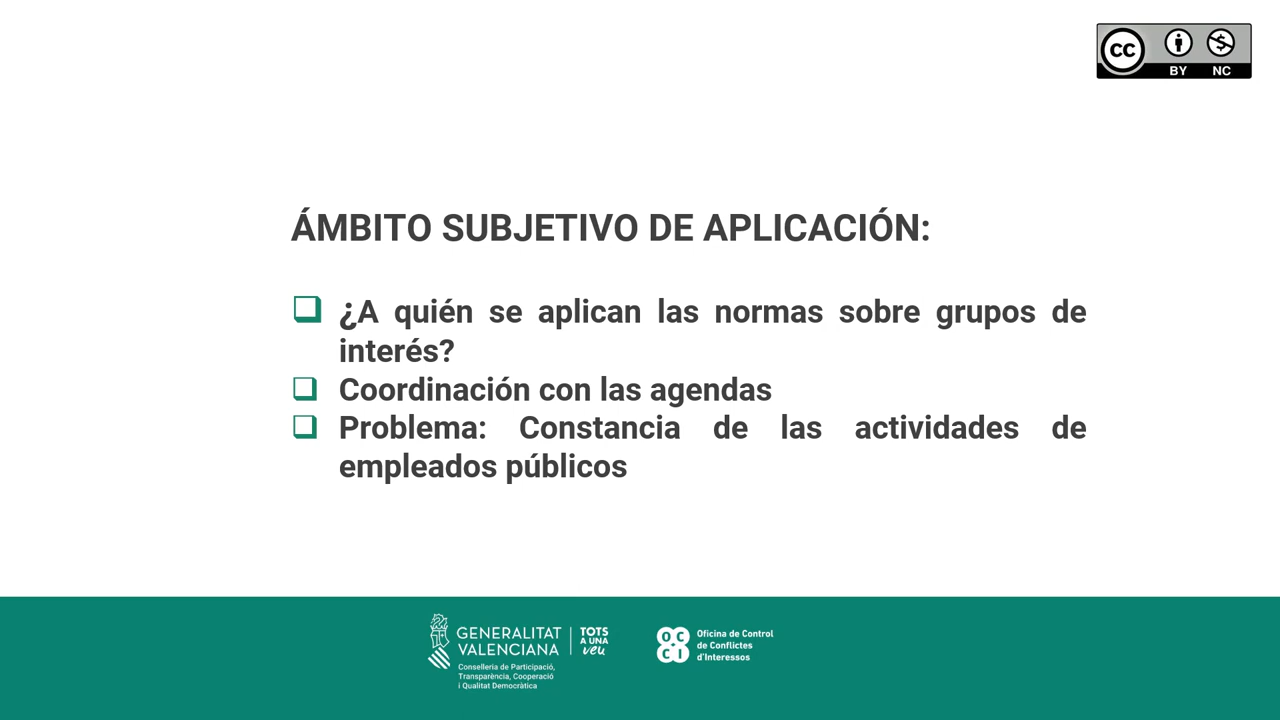 CC
BY NC
ÁMBITO SUBJETIVO DE APLICACIÓN:
¿A quién se aplican las normas sobre grupos de
interés?
Coordinación con las agendas
Problema: Constancia de las actividades de
empleados públicos
GENERALITAT
VALENCIANA
TOTS
A UNA
veu
Conselleria de Participació,
Transparència, Cooperació
i Qualitat Democràtica
OCCI
Oficina de Control
de Conflictes
d'Interessos